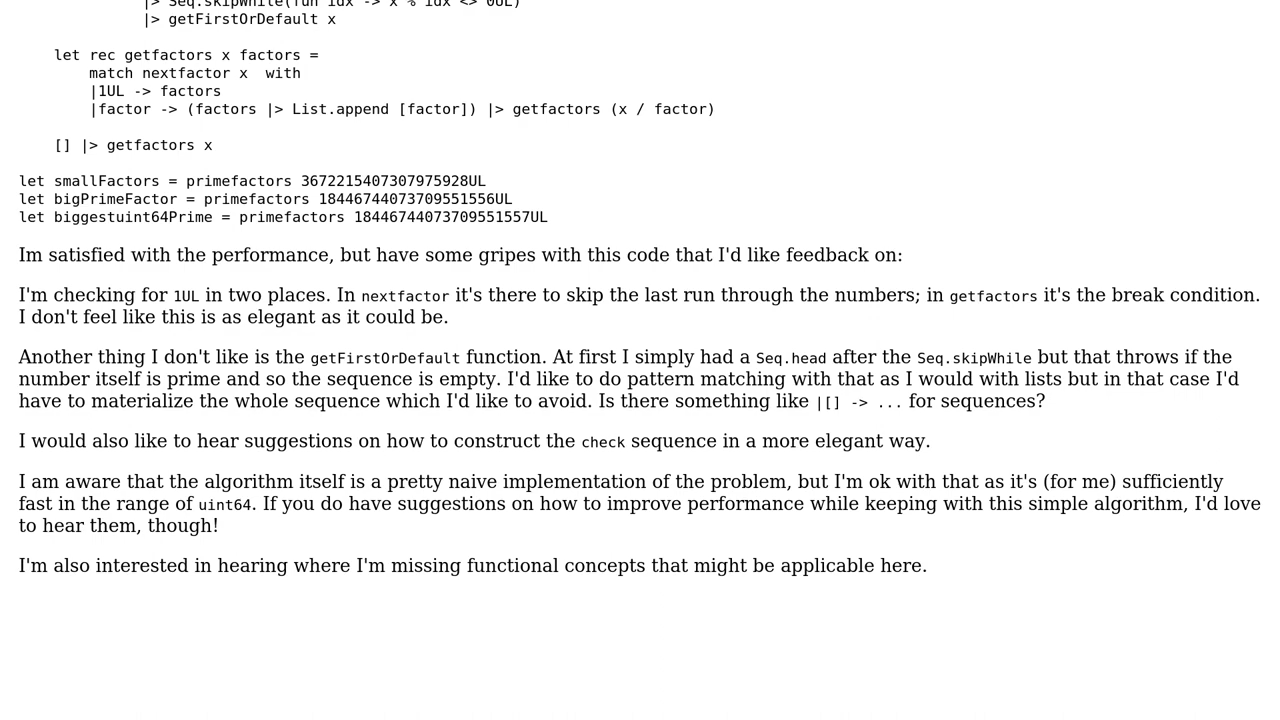 |> Seq.skipWhile(fun idx -> x % idx <> 0UL)
|> getFirstOrDefault x
let rec getfactors x factors =
match nextfactor x  with
|1UL -> factors
|factor -> (factors |> List.append [factor]) |> getfactors (x / factor)
[] |> getfactors x
let smallFactors = primefactors 3672215407307975928UL
let bigPrimeFactor = primefactors 18446744073709551556UL
let biggestuint64Prime = primefactors 18446744073709551557UL
Im satisfied with the performance, but have some gripes with this code that I'd like feedback on:
I'm checking for 1UL in two places. In nextfactor it's there to skip the last run through the numbers; in getfactors it's the break condition.
I don't feel like this is as elegant as it could be.
Another thing I don't like is the getFirstOrDefault function. At first I simply had a Seq.head after the Seq.skipWhile but that throws if the
number itself is prime and so the sequence is empty. I'd like to do pattern matching with that as I would with lists but in that case I'd
have to materialize the whole sequence which I'd like to avoid. Is there something like |[] -> ... for sequences?
I would also like to hear suggestions on how to construct the check sequence in a more elegant way.
I am aware that the algorithm itself is a pretty naive implementation of the problem, but I'm ok with that as it's (for me) sufficiently
fast in the range of uint64. If you do have suggestions on how to improve performance while keeping with this simple algorithm, I'd love
to hear them, though!
I'm also interested in hearing where I'm missing functional concepts that might be applicable here.